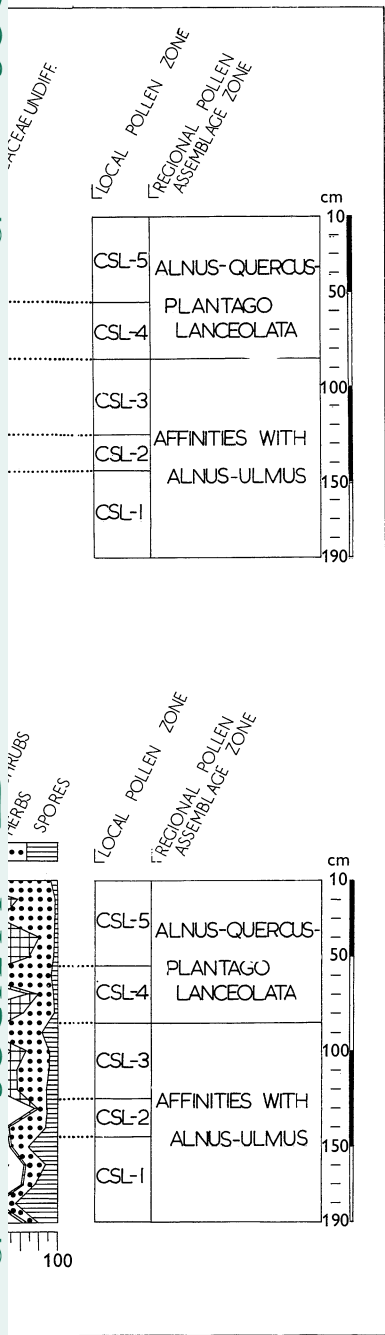 LOCAL POLLEN ZONE
REGIONAL POLLEN
ASSEMBLAGE ZONE
cm
10
CSL-5
ALNUS-QUERCUS-
50
PLANTAGO
CSL-4
LANCEOLATA
100
CSL-3
AFFINITIES WITH
CSL-2
ALNUS-ULMUS
150
CSL-1
190
SPORES
LOCAL POLLEN ZONE
REGIONAL POLLEN
ASSEMBLAGE ZONE
cm
10
CSL-5
ALNUS-QUERCUS-
50
PLANTAGO
CSL-4
LANCEOLATA
100
CSL-3
AFFINITIES WITH
CSL-2
ALNUS-ULMUS
150
CSL-1
190
100